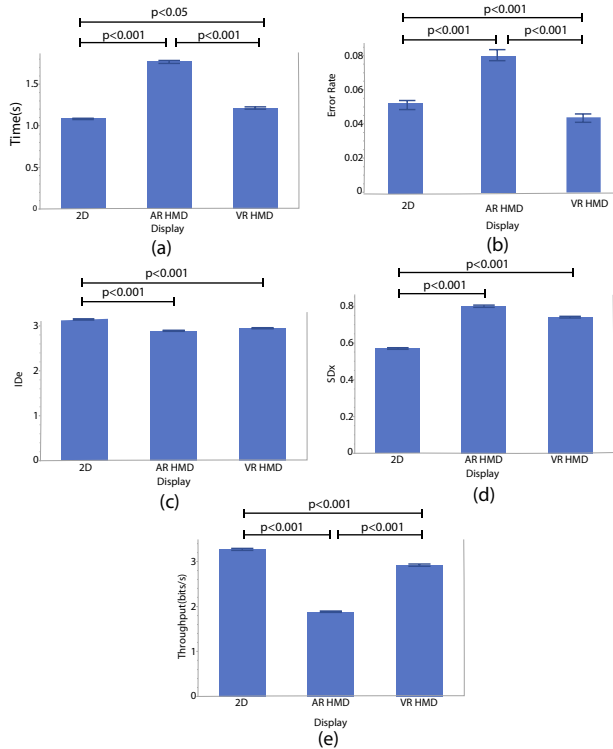 p<0.05
p<0.001 p<0.001
Time(s)
1.5
1.0
0.5
0
2D AR HMD VR HMD
Display
(a)
p<0.001
p<0.001 p<0.001
Error Rate
0.08
0.06
0.04
0.02
0
2D AR HMD VR HMD
Display
(b)
p<0.001
p<0.001
IDe
3
2
1
0
2D AR HMD VR HMD
Display
(c)
p<0.001
p<0.001
SDx
0.8
0.6
0.4
0.2
0
2D AR HMD VR HMD
Display
(d)
p<0.001
p<0.001 p<0.001
Throughput(bits/s)
3
2
1
0
2D AR HMD VR HMD
Display
(e)